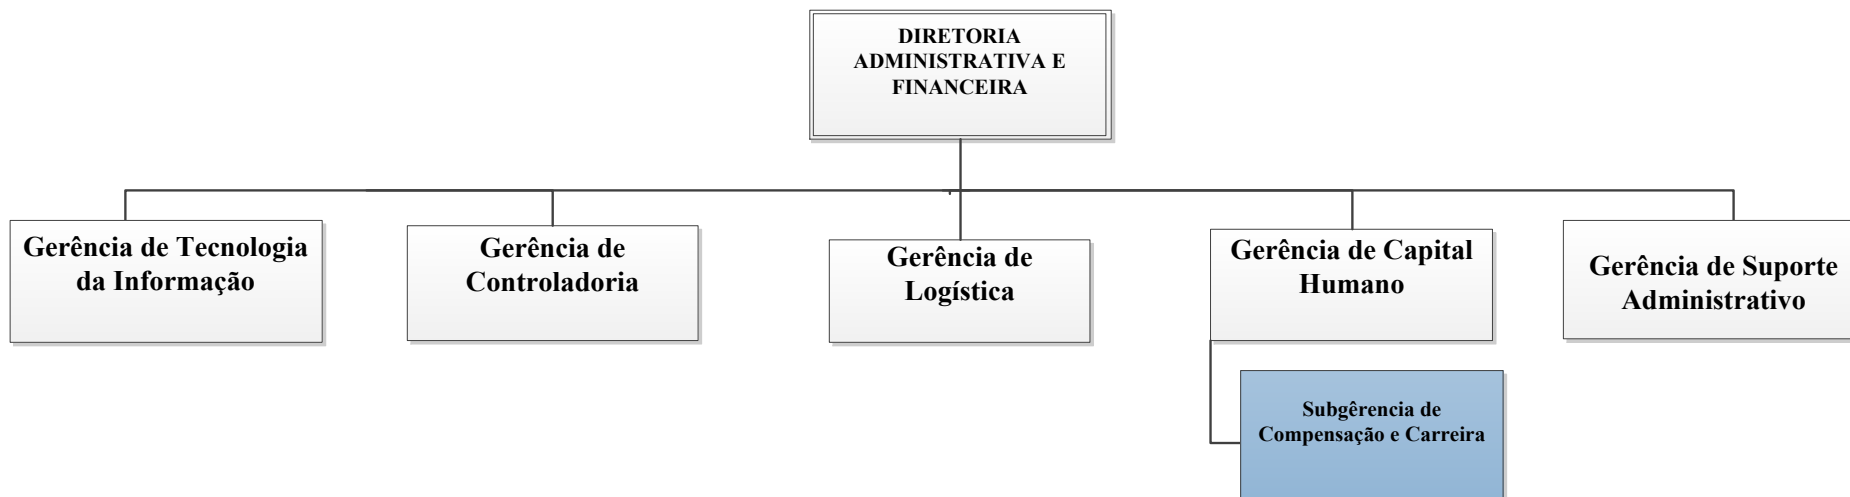 DIRETORIA
ADMINISTRATIVA E
FINANCEIRA
Gerência de Tecnologia
da Informação
Gerência de
Controladoria
Gerência de
Logística
Gerência de Capital
Humano
Gerência de Suporte
Administrativo
Subgêrencia de
Compensação e Carreira